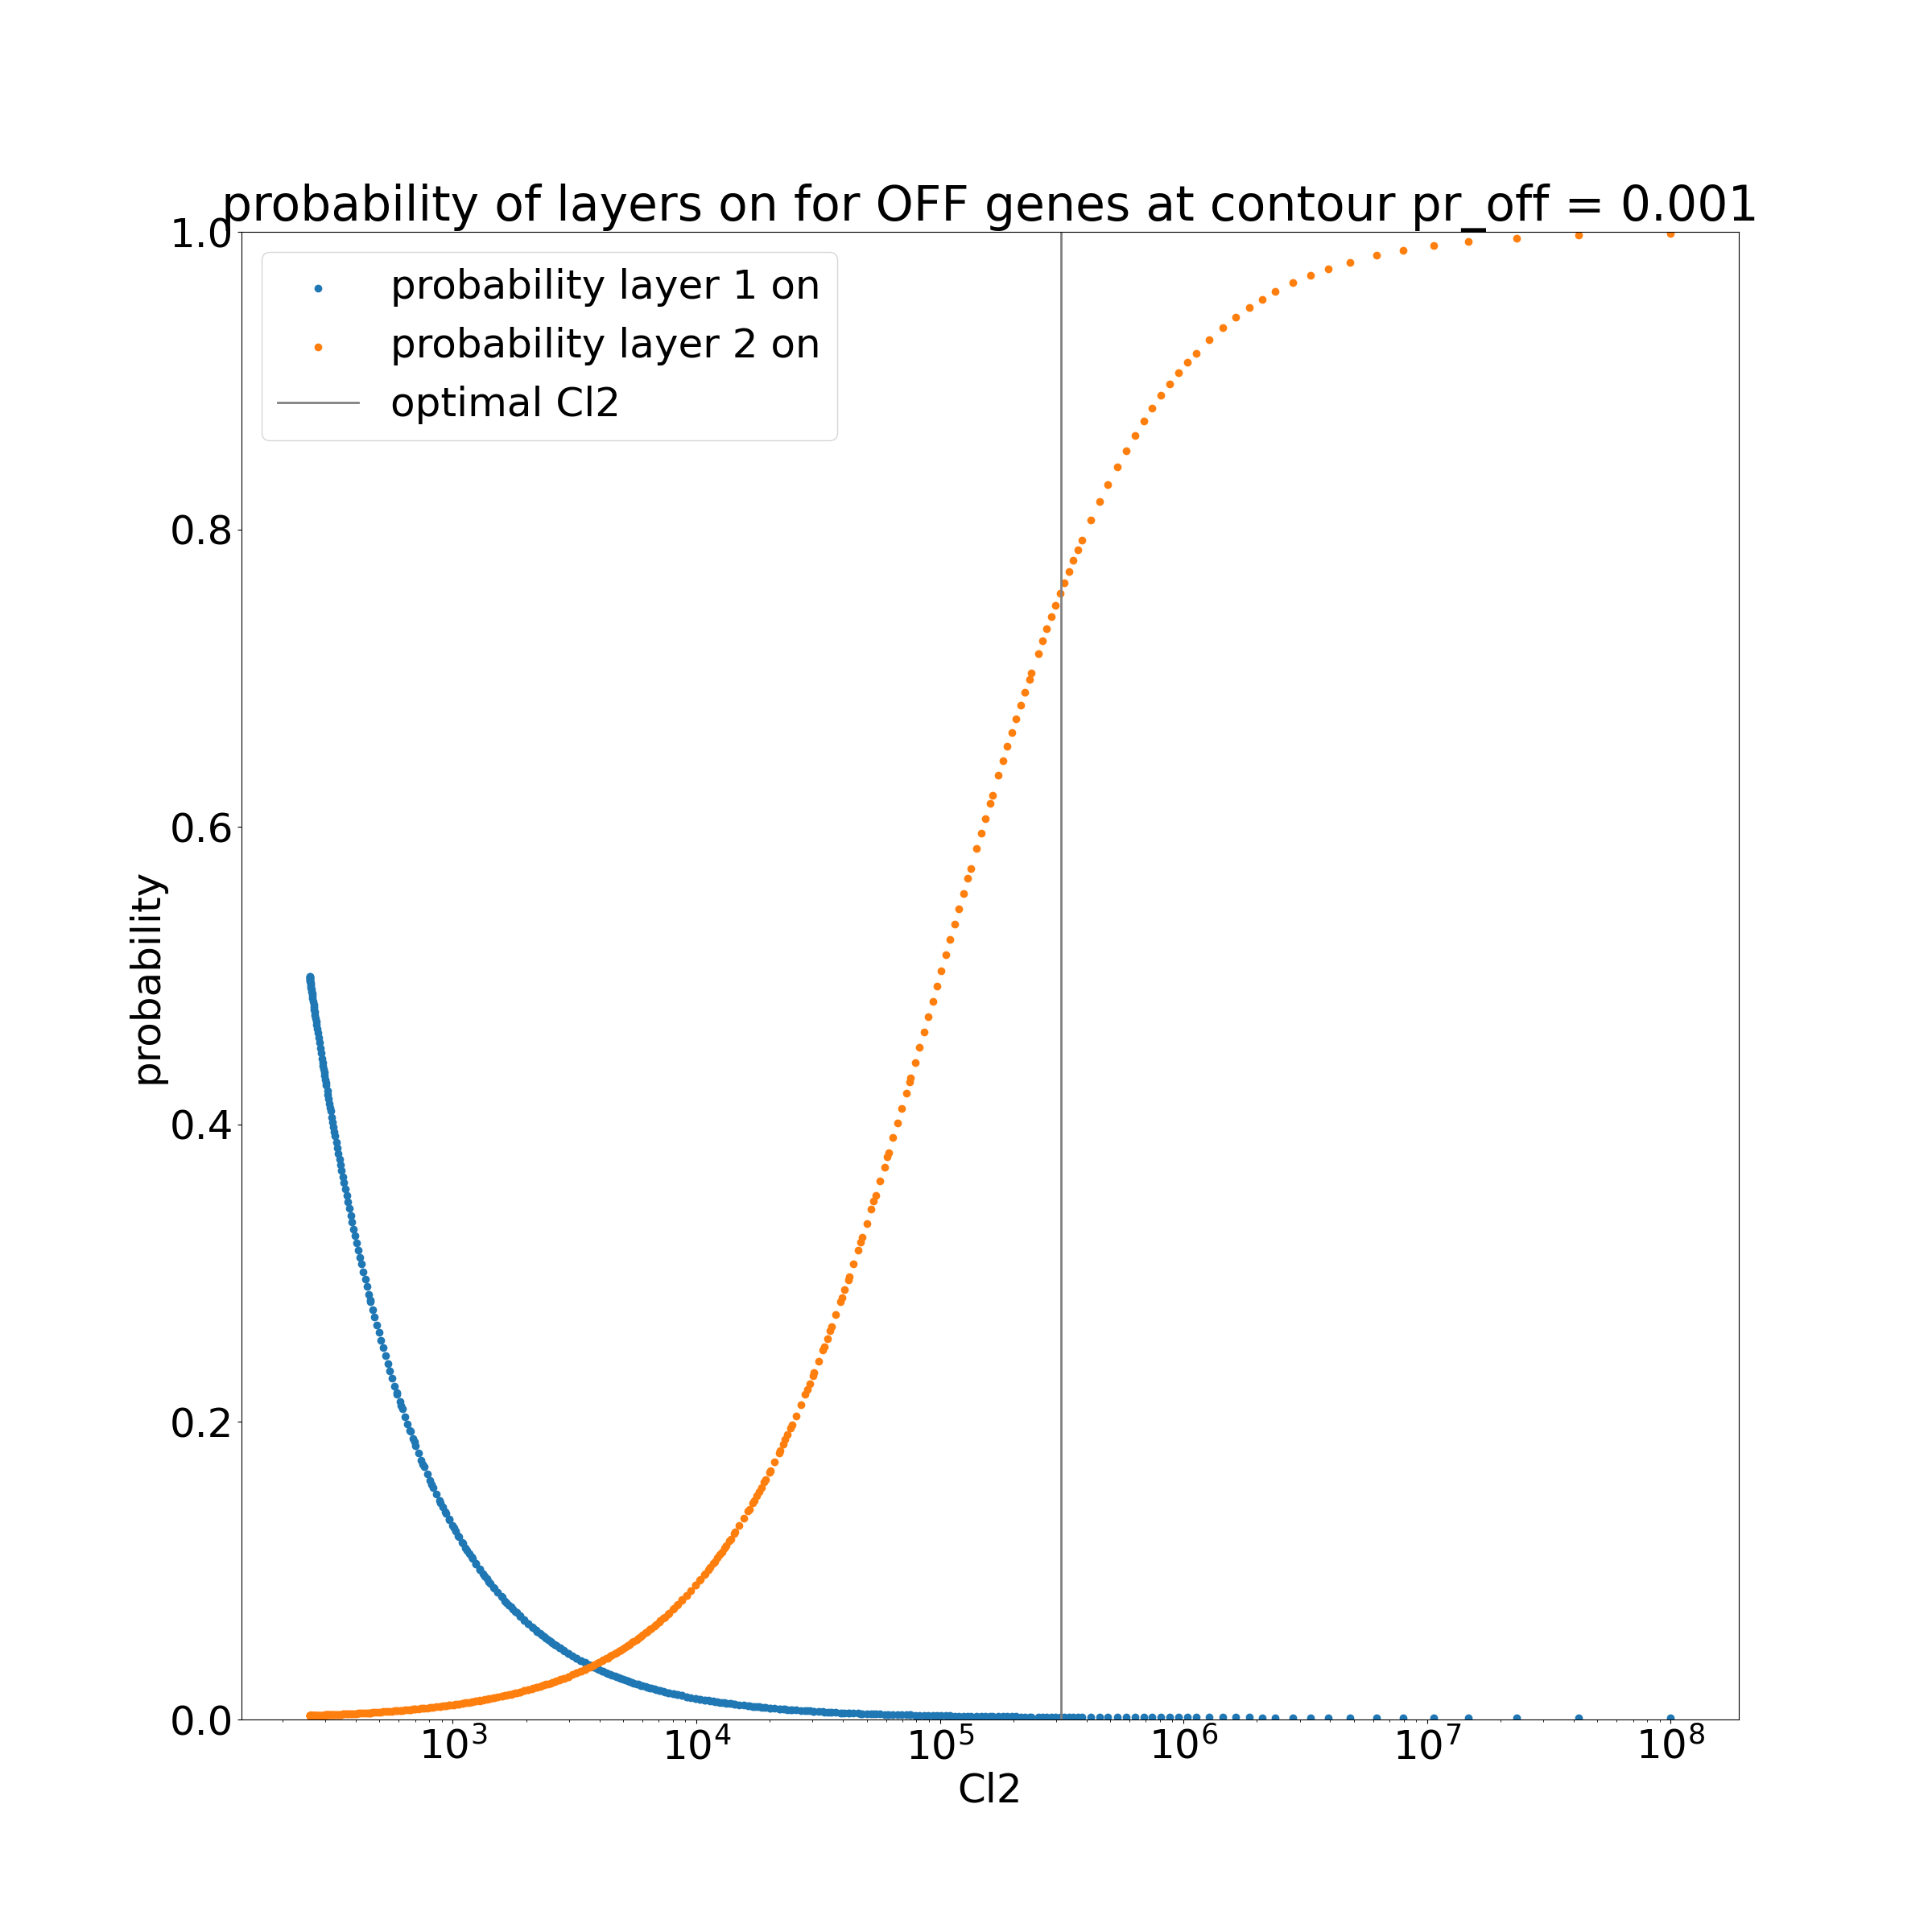 probability of layers on for OFF genes at contour pr_off = 0.001
probability layer 1 on
probability layer 2 on
optimal Cl2
1.0
0.8
0.6
0.4
0.2
0.0
probability
10³ 10⁴ 10⁵ 10⁶ 10⁷ 10⁸
Cl2